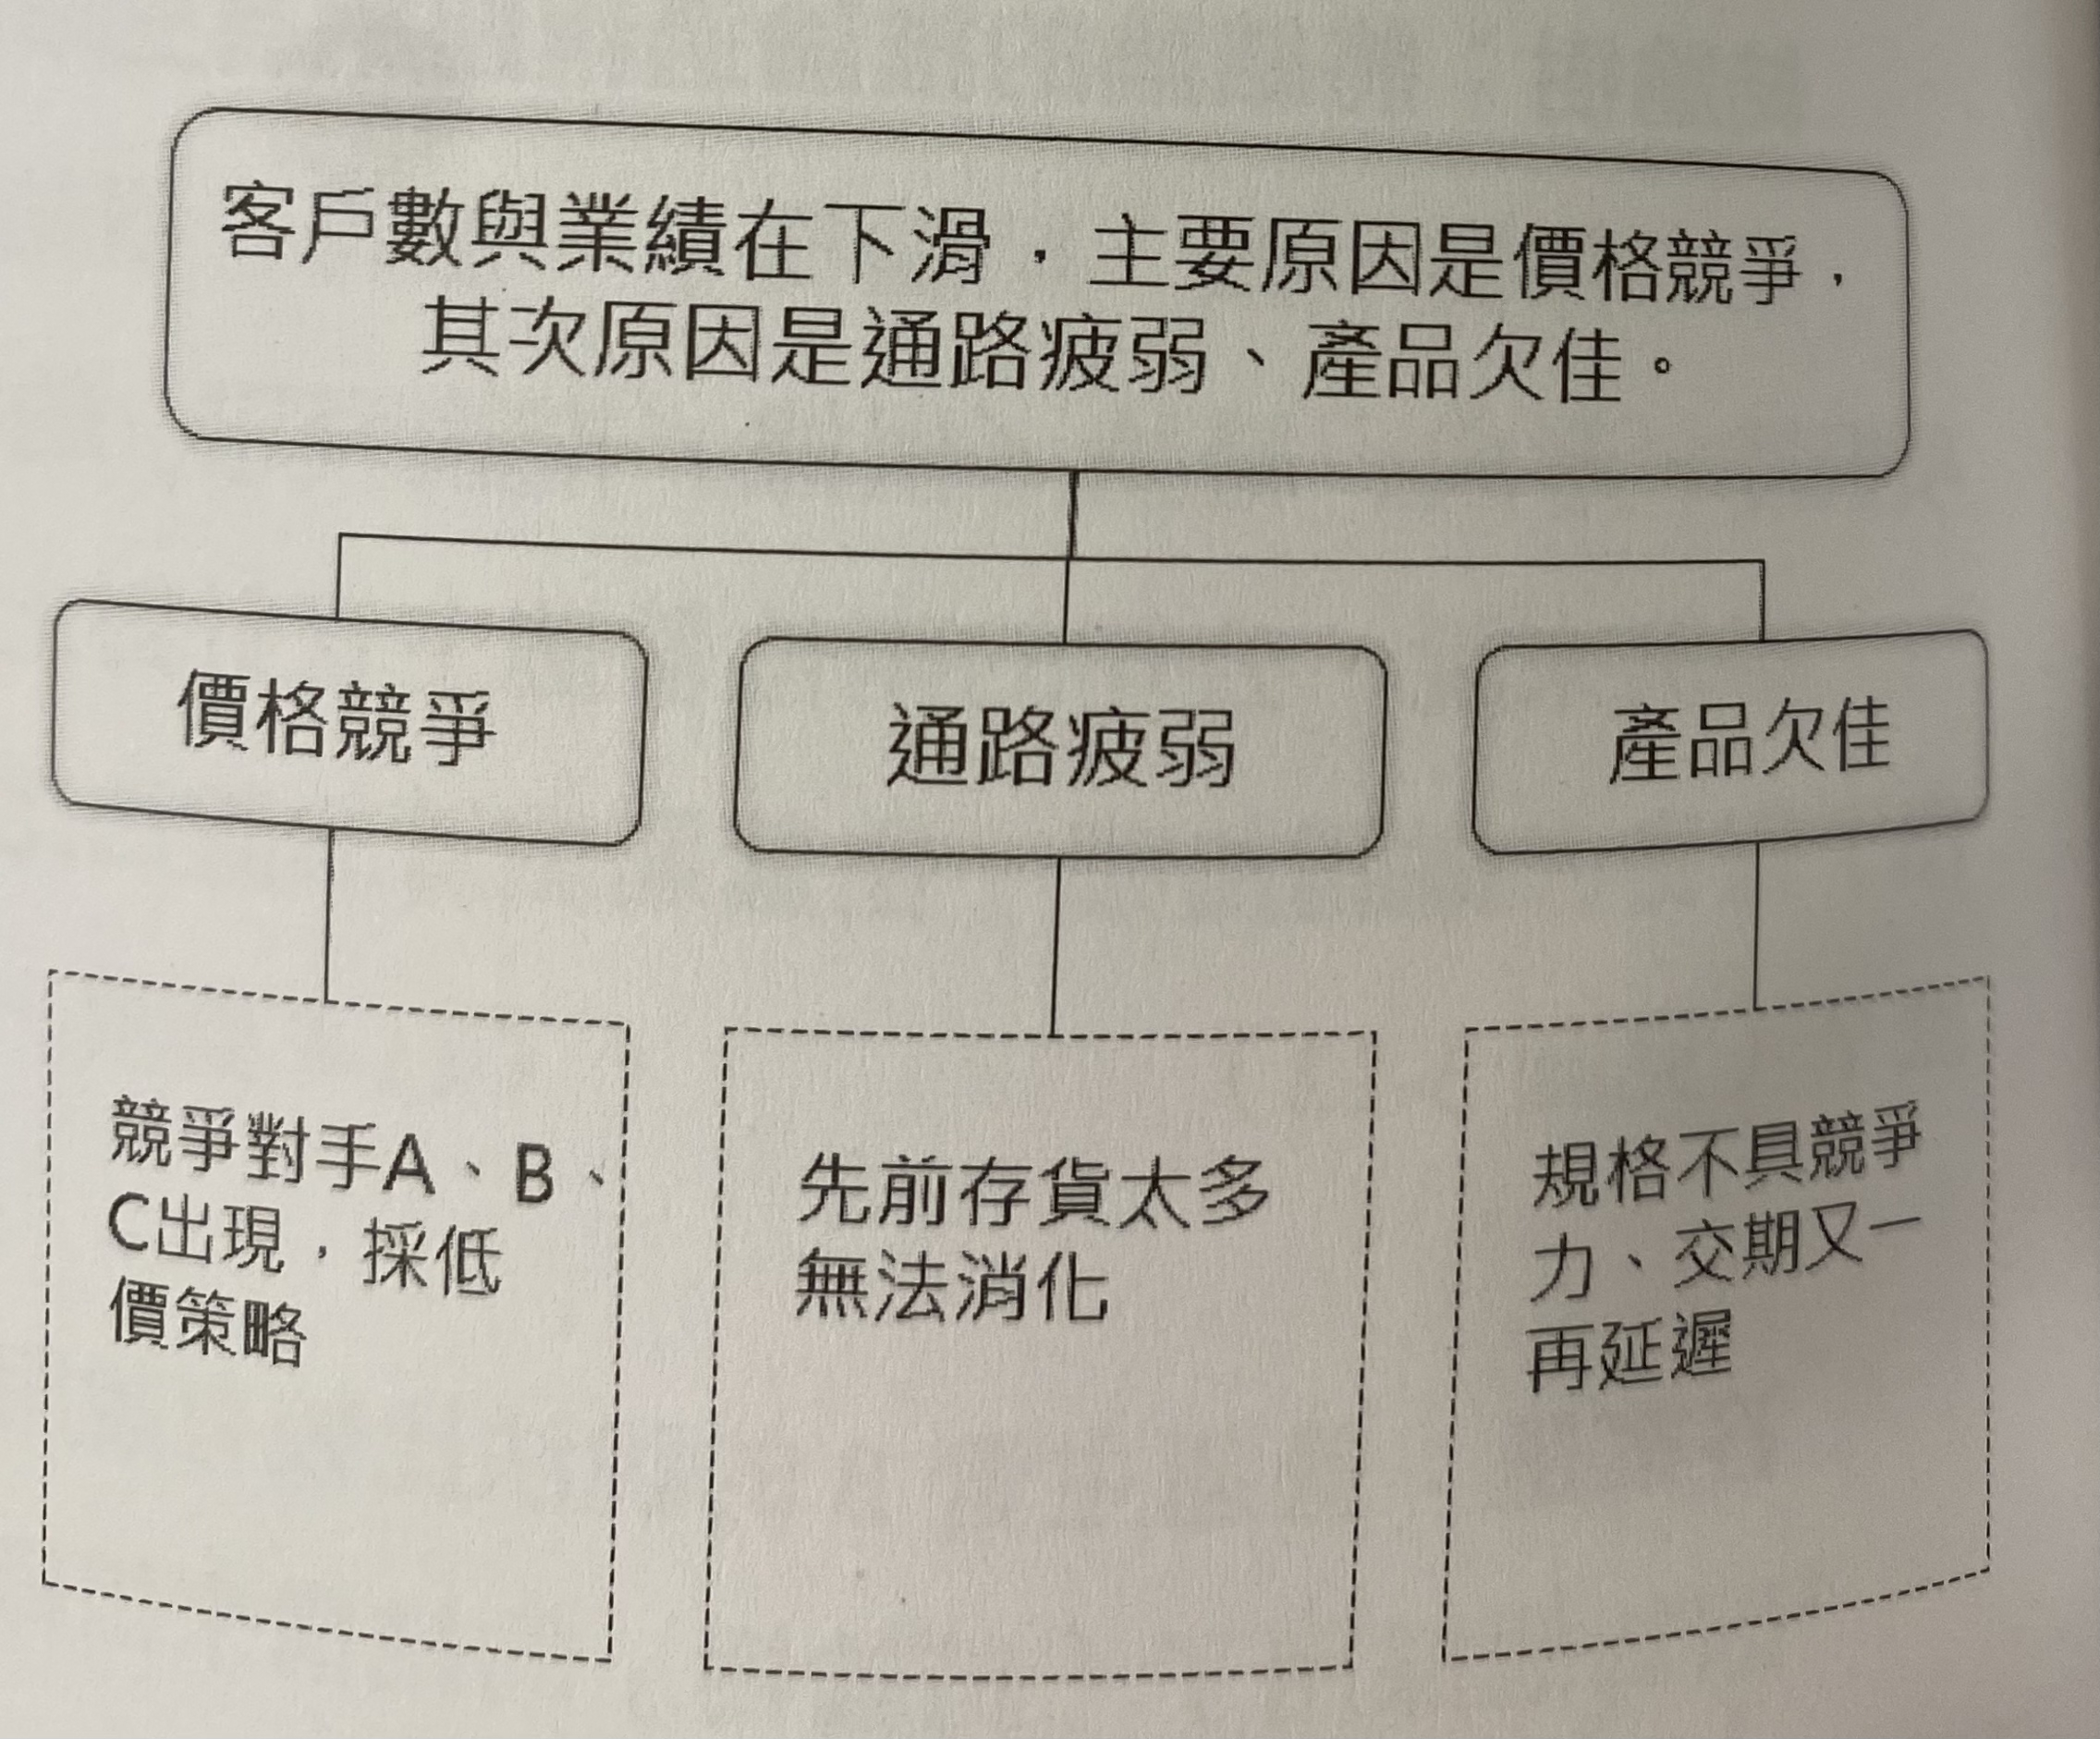 客戶數與業績在下滑，主要原因是價格競爭，
其次原因是通路疲弱、產品欠佳。
價格競爭
通路疲弱
產品欠佳
競爭對手A、B、
C出現，採低
價策略
先前存貨太多
無法消化
規格不具競爭
力、交期又一
再延遲